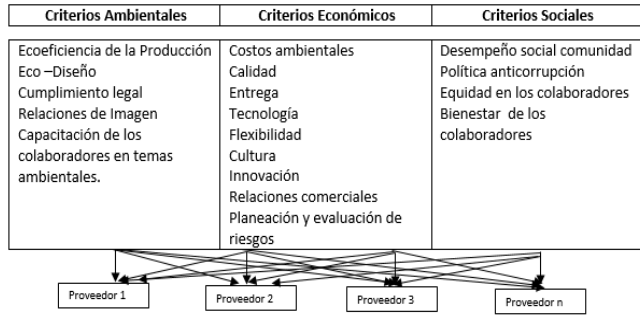 Criterios Ambientales
Criterios Económicos
Criterios Sociales
Ecoeficiencia de la Producción
Eco –Diseño
Cumplimiento legal
Relaciones de Imagen
Capacitación de los
colaboradores en temas
ambientales.
Costos ambientales
Calidad
Entrega
Tecnología
Flexibilidad
Cultura
Innovación
Relaciones comerciales
Planeación y evaluación de
riesgos
Desempeño social comunidad
Política anticorrupción
Equidad en los colaboradores
Bienestar de los
colaboradores
Proveedor 1
Proveedor 2
Proveedor 3
Proveedor n